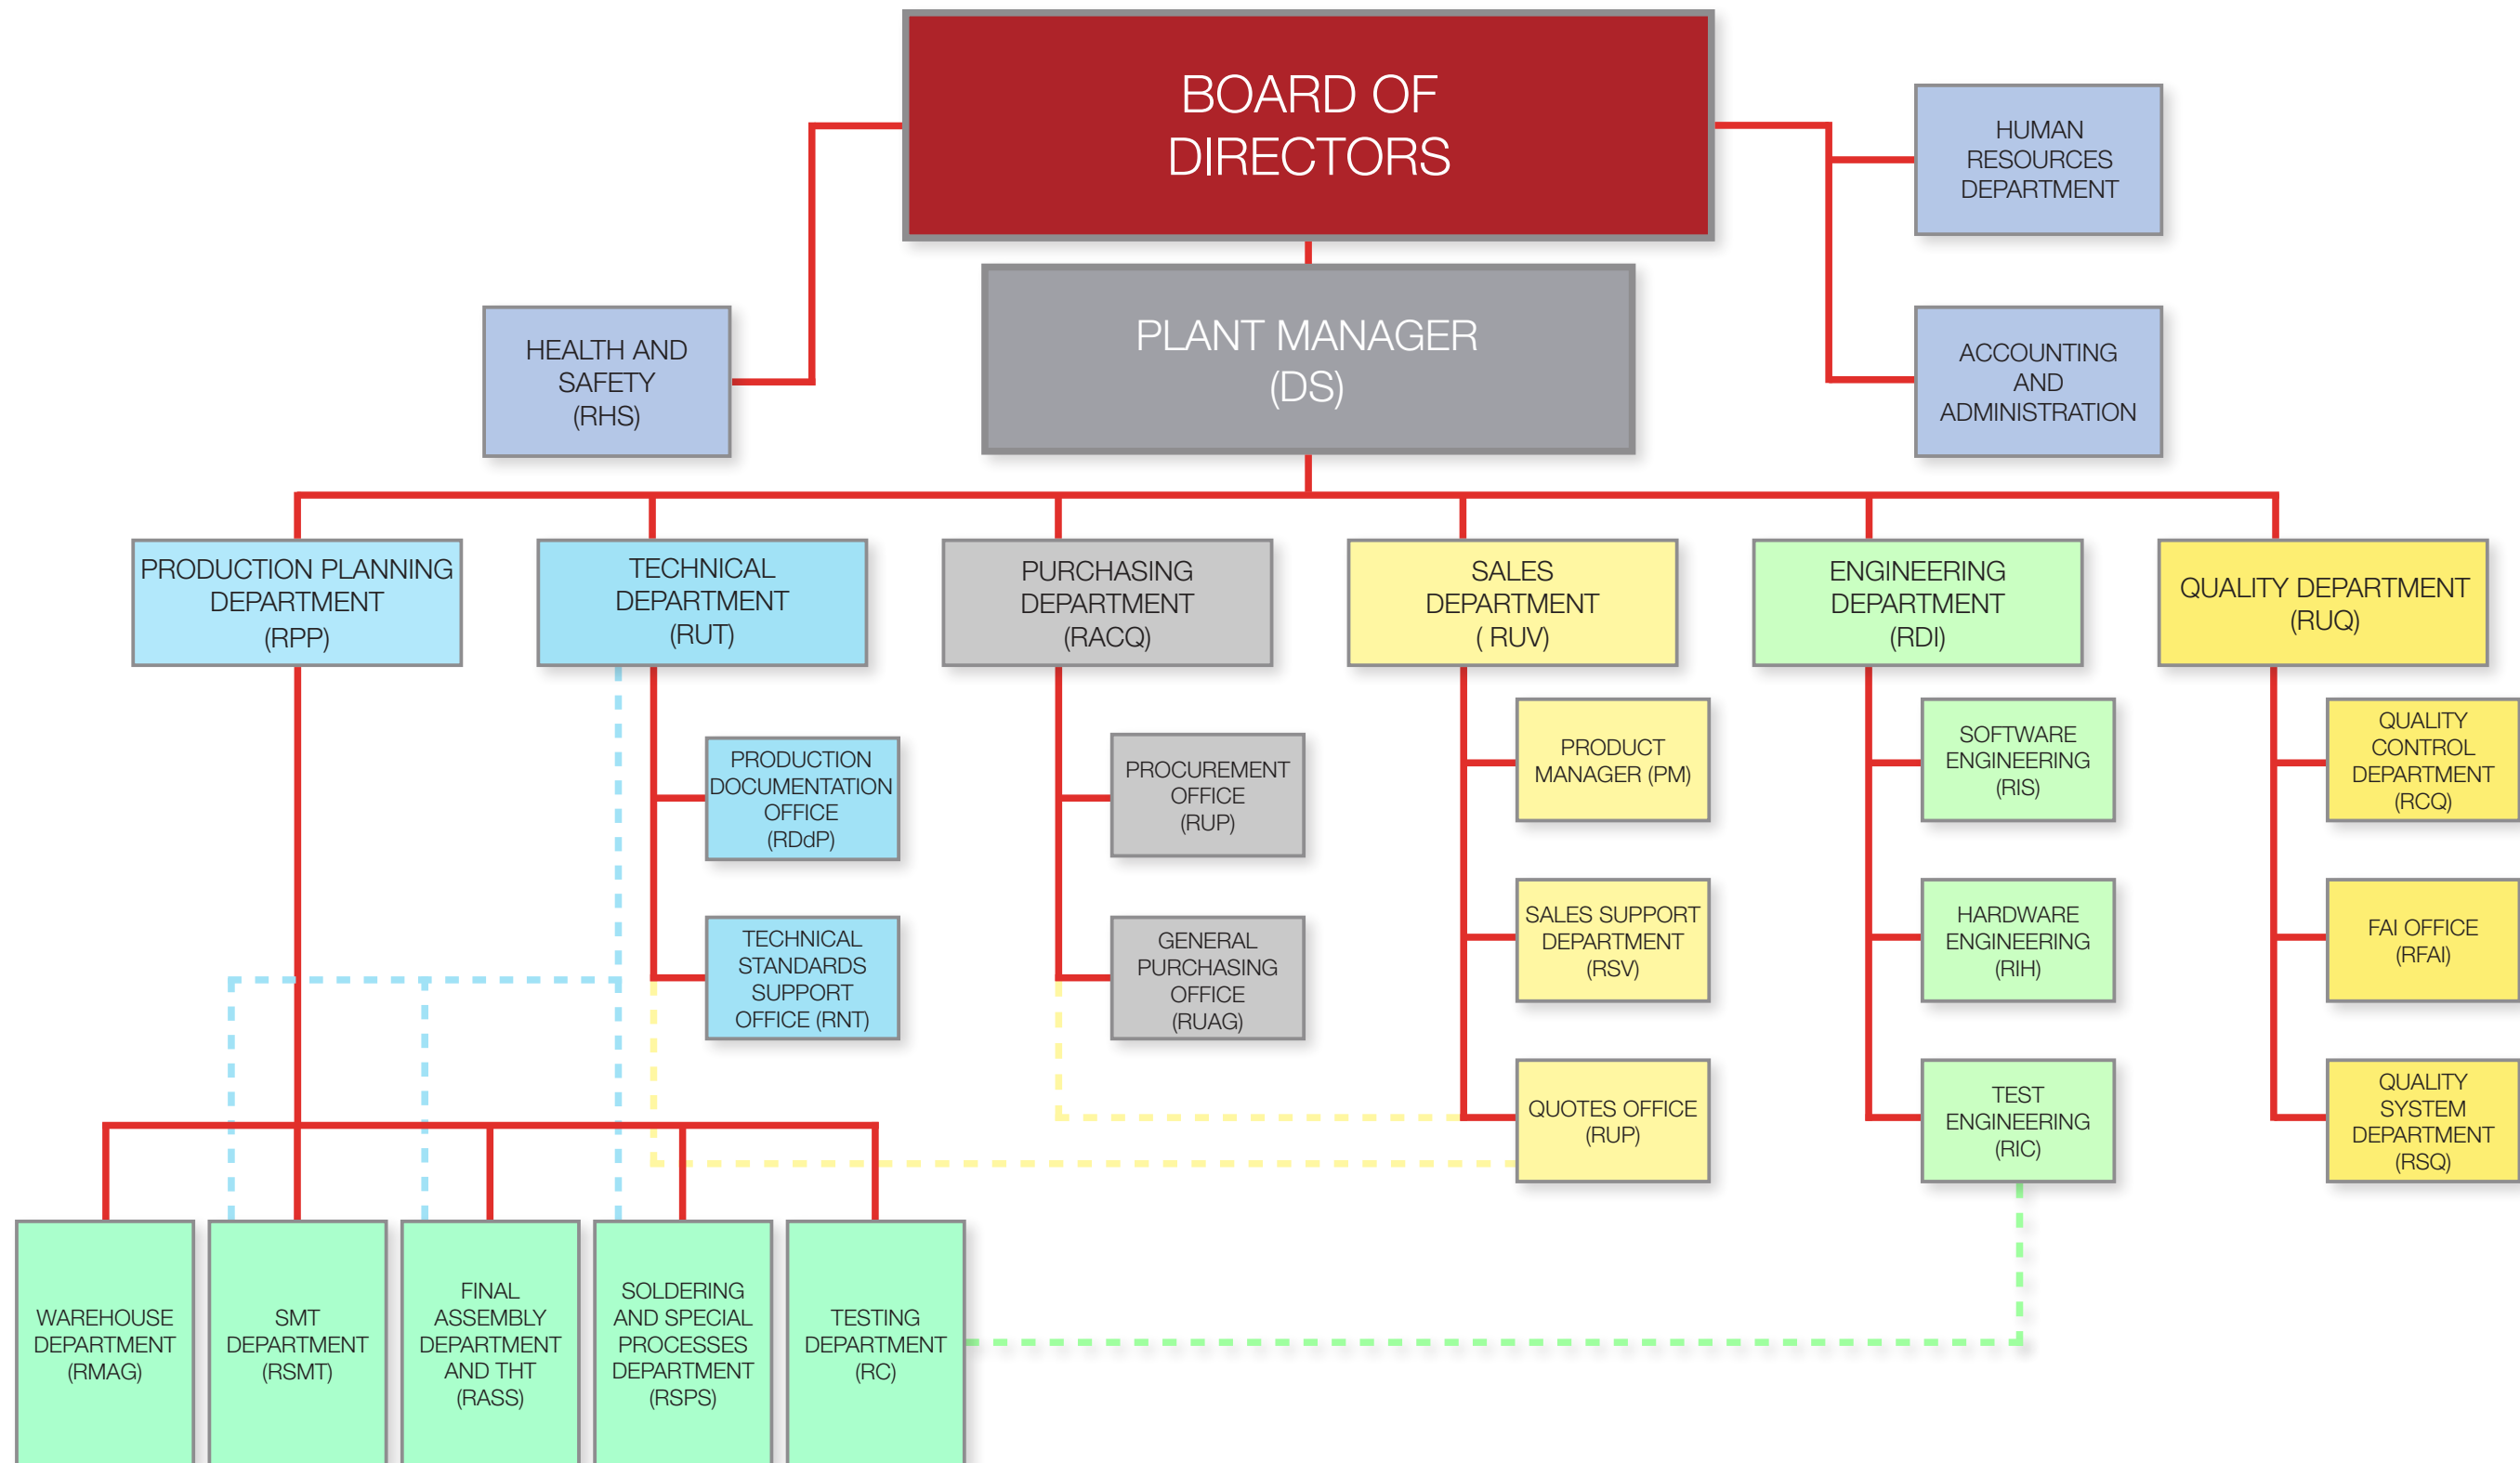 BOARD OF
DIRECTORS
HUMAN
RESOURCES
DEPARTMENT
PLANT MANAGER
(DS)
HEALTH AND
SAFETY
(RHS)
ACCOUNTING
AND
ADMINISTRATION
PRODUCTION PLANNING
DEPARTMENT
(RPP)
TECHNICAL
DEPARTMENT
(RUT)
PURCHASING
DEPARTMENT
(RACQ)
SALES
DEPARTMENT
( RUV)
ENGINEERING
DEPARTMENT
(RDI)
QUALITY DEPARTMENT
(RUQ)
PRODUCTION
DOCUMENTATION
OFFICE
(RDdP)
TECHNICAL
STANDARDS
SUPPORT
OFFICE (RNT)
PROCUREMENT
OFFICE
(RUP)
GENERAL
PURCHASING
OFFICE
(RUAG)
PRODUCT
MANAGER (PM)
SALES SUPPORT
DEPARTMENT
(RSV)
QUOTES OFFICE
(RUP)
SOFTWARE
ENGINEERING
(RIS)
HARDWARE
ENGINEERING
(RIH)
TEST
ENGINEERING
(RIC)
QUALITY
CONTROL
DEPARTMENT
(RCQ)
FAI OFFICE
(RFAI)
QUALITY
SYSTEM
DEPARTMENT
(RSQ)
WAREHOUSE
DEPARTMENT
(RMAG)
SMT
DEPARTMENT
(RSMT)
FINAL
ASSEMBLY
DEPARTMENT
AND THT
(RASS)
SOLDERING
AND SPECIAL
PROCESSES
DEPARTMENT
(RSPS)
TESTING
DEPARTMENT
(RC)